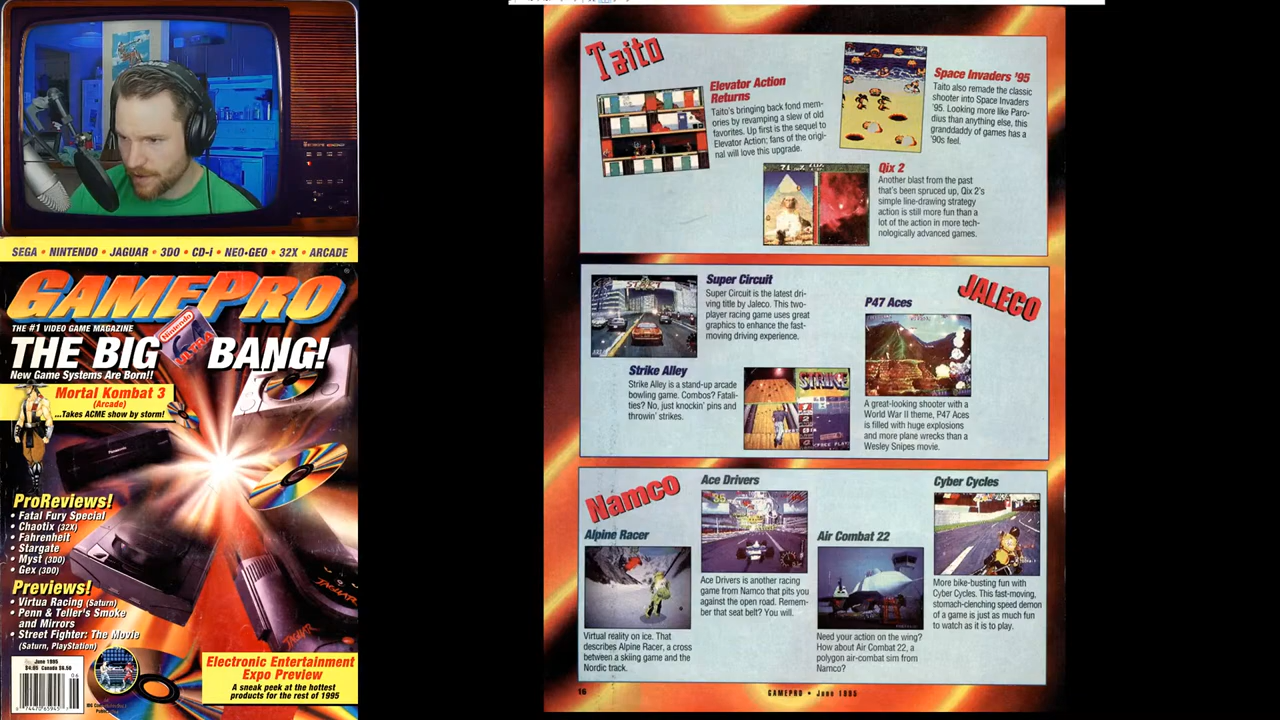 SEGA • NINTENDO • JAGUAR • 3DO • CD-i • NEO•GEO • 32X • ARCADE
GAMEPRO
THE #1 VIDEO GAME MAGAZINE
Nintendo
ULTRA
THE BIG BANG!
New Game Systems Are Born!!
Mortal Kombat 3
(Arcade)
...Takes ACME show by storm!
ProReviews!
• Fatal Fury Special
• Chaotix (32X)
• Fahrenheit
• Stargate
• Myst (3DO)
• Gex (3DO)
Previews!
• Virtua Racing (Saturn)
• Penn & Teller's Smoke
and Mirrors
• Street Fighter: The Movie
(Saturn, PlayStation)
June 1995
$4.95 Canada $6.50
Electronic Entertainment
Expo Preview
A sneak peek at the hottest
products for the rest of 1995
Taito
Elevator Action
Returns
Taito's bringing back fond mem-
ories by revamping a slew of old
favorites. Up first is the sequel to
Elevator Action; fans of the origi-
nal will love this upgrade.
Space Invaders '95
Taito also remade the classic
shooter into Space Invaders
'95. Looking more like Paro-
dius than anything else, this
granddaddy of games has a
'90s feel.
Qix 2
Another blast from the past
that's been spruced up, Qix 2's
simple line-drawing strategy
action is still more fun than a
lot of the action in more tech-
nologically advanced games.
JALECO
Super Circuit
Super Circuit is the latest dri-
ving title by Jaleco. This two-
player racing game uses great
graphics to enhance the fast-
moving driving experience.
START
Strike Alley
Strike Alley is a stand-up arcade
bowling game. Combos? Fatali-
ties? No, just knockin' pins and
throwin' strikes.
STRIKE
P47 Aces
A great-looking shooter with a
World War II theme, P47 Aces
is filled with huge explosions
and more plane wrecks than a
Wesley Snipes movie.
Namco
Alpine Racer
Virtual reality on ice. That
describes Alpine Racer, a cross
between a skiing game and the
Nordic track.
Ace Drivers
Ace Drivers is another racing
game from Namco that pits you
against the open road. Remem-
ber that seat belt? You will.
Air Combat 22
Need your action on the wing?
How about Air Combat 22, a
polygon air-combat sim from
Namco?
Cyber Cycles
More bike-busting fun with
Cyber Cycles. This fast-moving,
stomach-clenching speed demon
of a game is just as much fun
to watch as it is to play.
16
GAMEPRO • June 1995